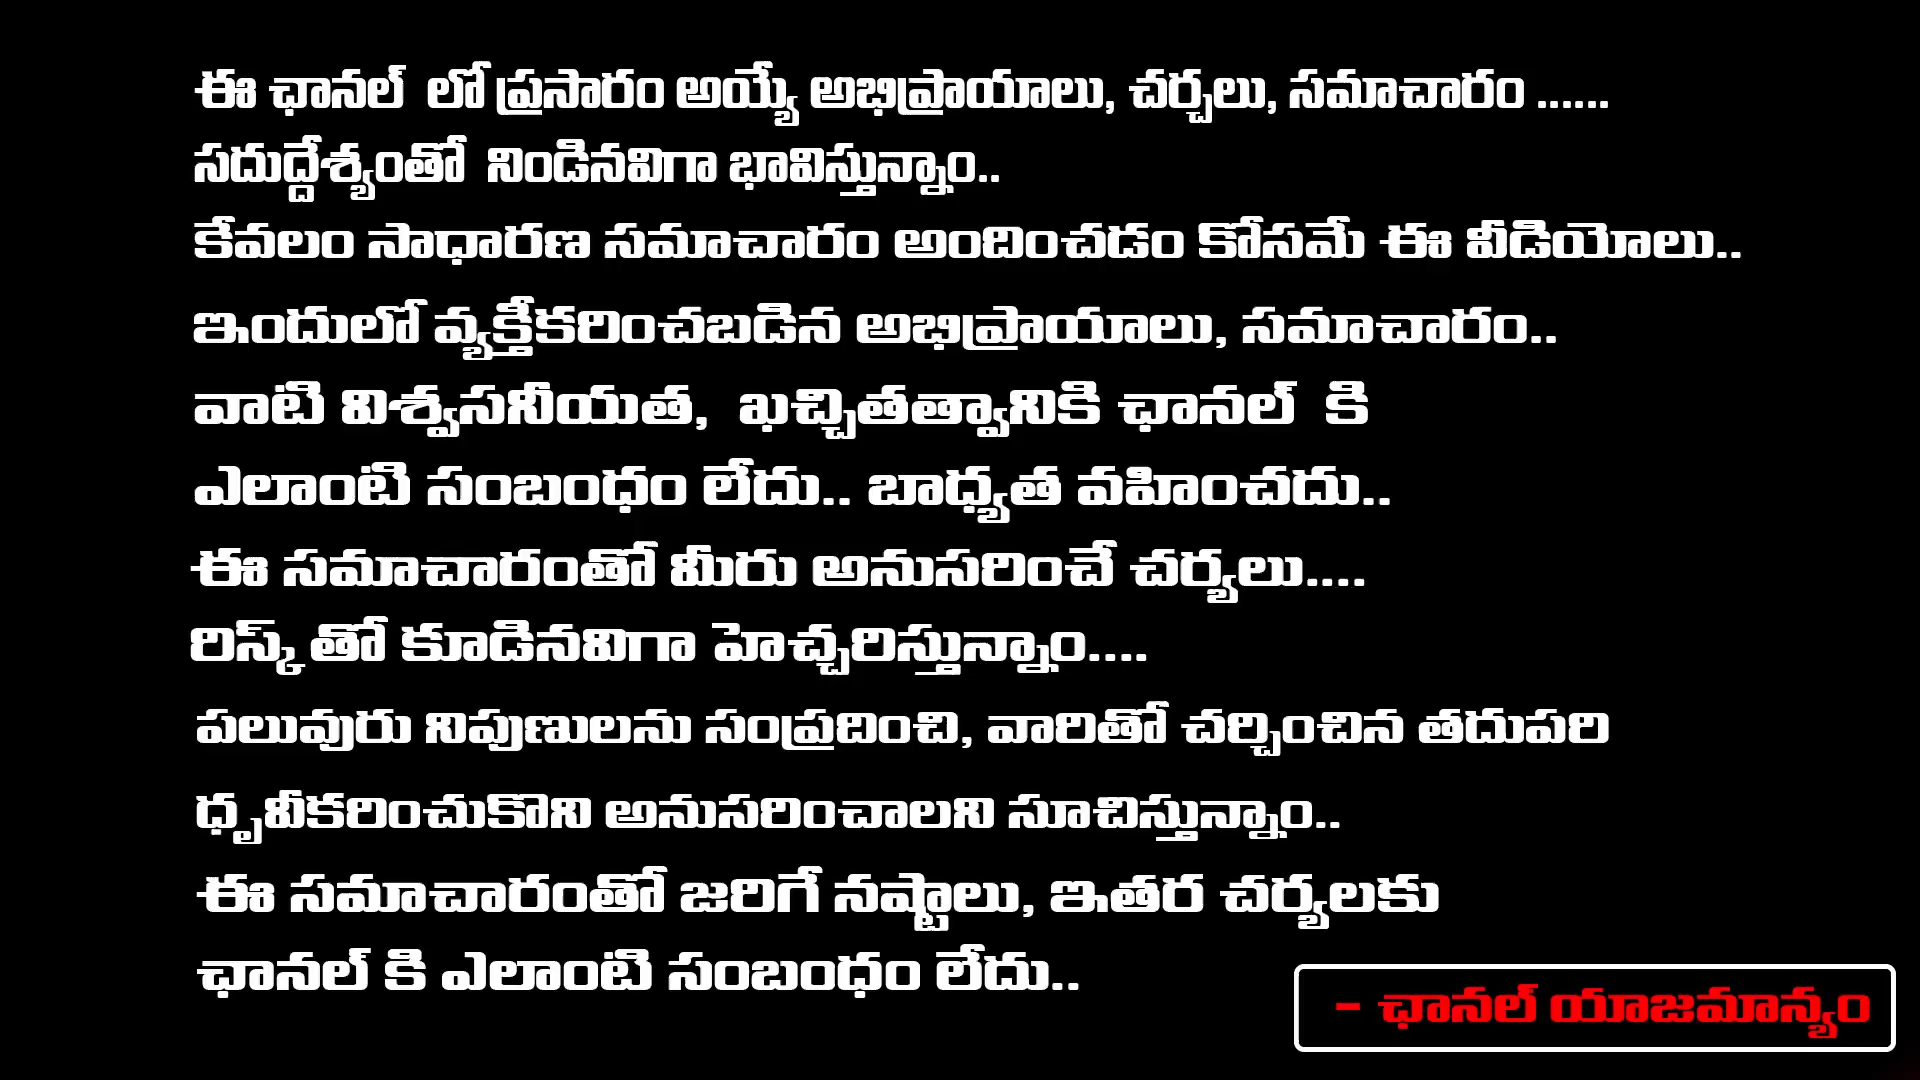 ఈ ఛానల్ లో ప్రసారం అయ్యే అభిప్రాయాలు, చర్చలు, సమాచారం ......
సదుద్దేశ్యంతో నిండినవిగా భావిస్తున్నాం..
కేవలం సాధారణ సమాచారం అందించడం కోసమే ఈ వీడియోలు..
ఇందులో వ్యక్తీకరించబడిన అభిప్రాయాలు, సమాచారం..
వాటి విశ్వసనీయత, ఖచ్చితత్వానికి ఛానల్ కి
ఎలాంటి సంబంధం లేదు.. బాధ్యత వహించదు..
ఈ సమాచారంతో మీరు అనుసరించే చర్యలు....
రిస్క్ తో కూడినవిగా హెచ్చరిస్తున్నాం....
పలువురు నిపుణులను సంప్రదించి, వారితో చర్చించిన తదుపరి
ధృవీకరించుకొని అనుసరించాలని సూచిస్తున్నాం..
ఈ సమాచారంతో జరిగే నష్టాలు, ఇతర చర్యలకు
ఛానల్ కి ఎలాంటి సంబంధం లేదు..
- ఛానల్ యాజమాన్యం